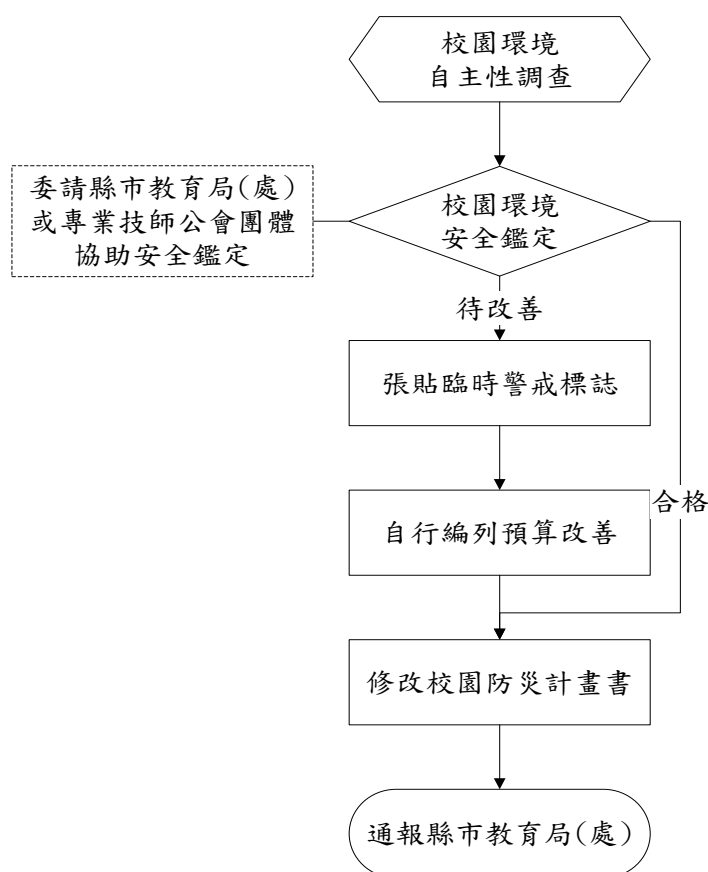 校園環境
自主性調查
委請縣市教育局(處)
或專業技師公會團體
協助安全鑑定
校園環境
安全鑑定
待改善
張貼臨時警戒標誌
合格
自行編列預算改善
修改校園防災計畫書
通報縣市教育局(處)